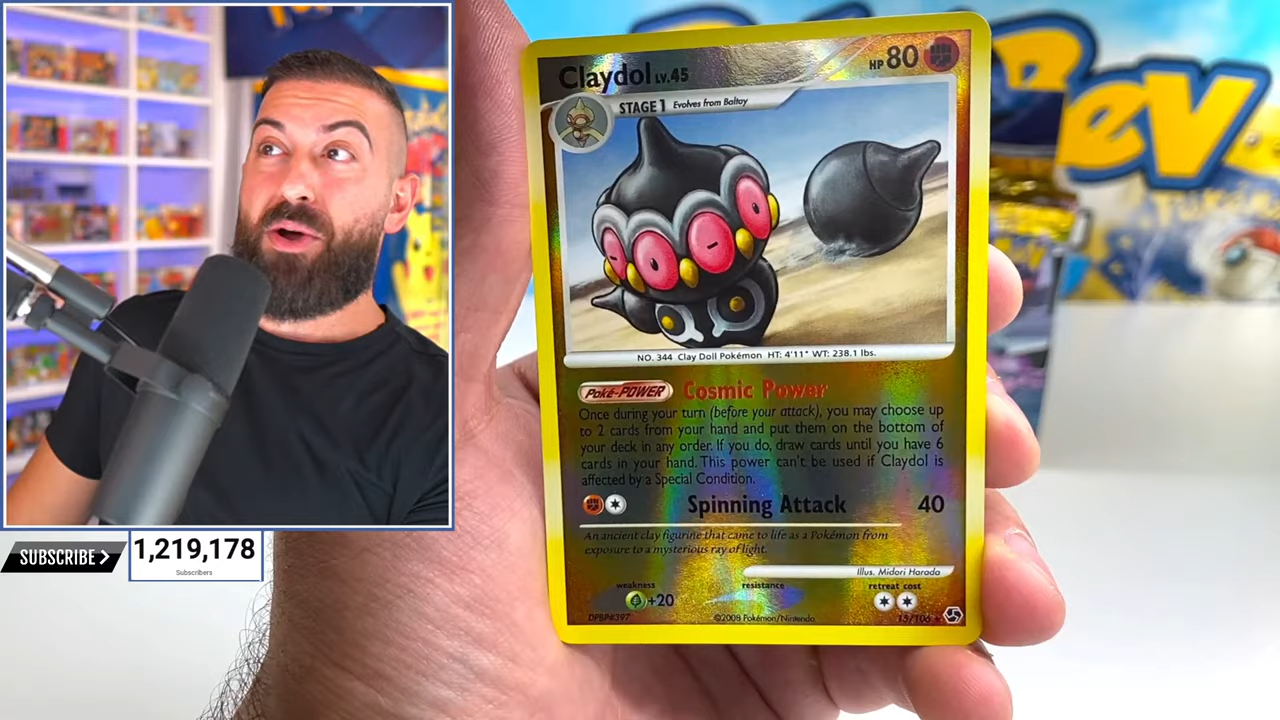 Claydol LV.45
HP 80
STAGE 1 Evolves from Baltoy
NO. 344 Clay Doll Pokémon HT: 4'11" WT: 238.1 lbs.
Poké-POWER Cosmic Power
Once during your turn (before your attack), you may choose up
to 2 cards from your hand and put them on the bottom of
your deck in any order. If you do, draw cards until you have 6
cards in your hand. This power can't be used if Claydol is
affected by a Special Condition.
Spinning Attack 40
An ancient clay figurine that came to life as a Pokémon from
exposure to a mysterious ray of light.
Illus. Midori Harada
weakness resistance retreat cost
+20
DPBP#397 ©2008 Pokémon/Nintendo 15/106
SUBSCRIBE > 1,219,178
Subscribers